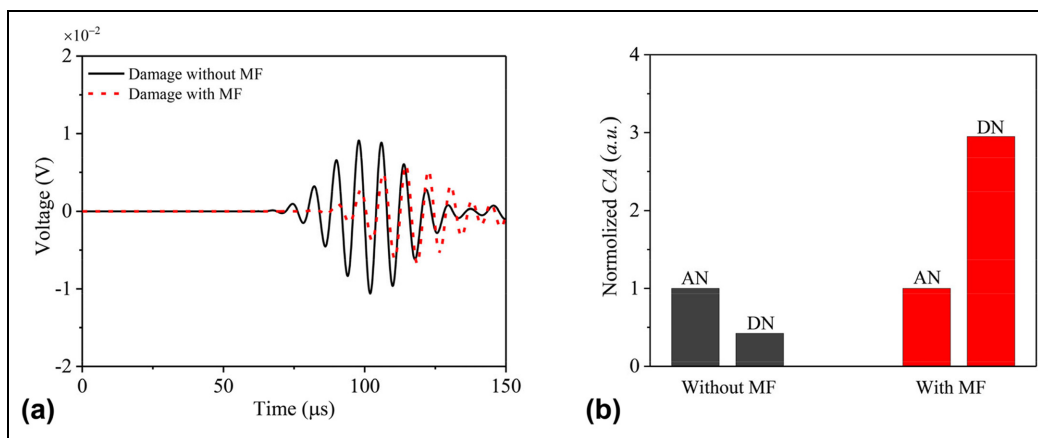 ×10⁻²
2
1
0
-1
-2
Voltage (V)
Damage without MF
Damage with MF
0
50
100
150
Time (μs)
(a)
4
3
2
1
0
Normalized CA (a.u.)
AN
DN
AN
DN
Without MF
With MF
(b)